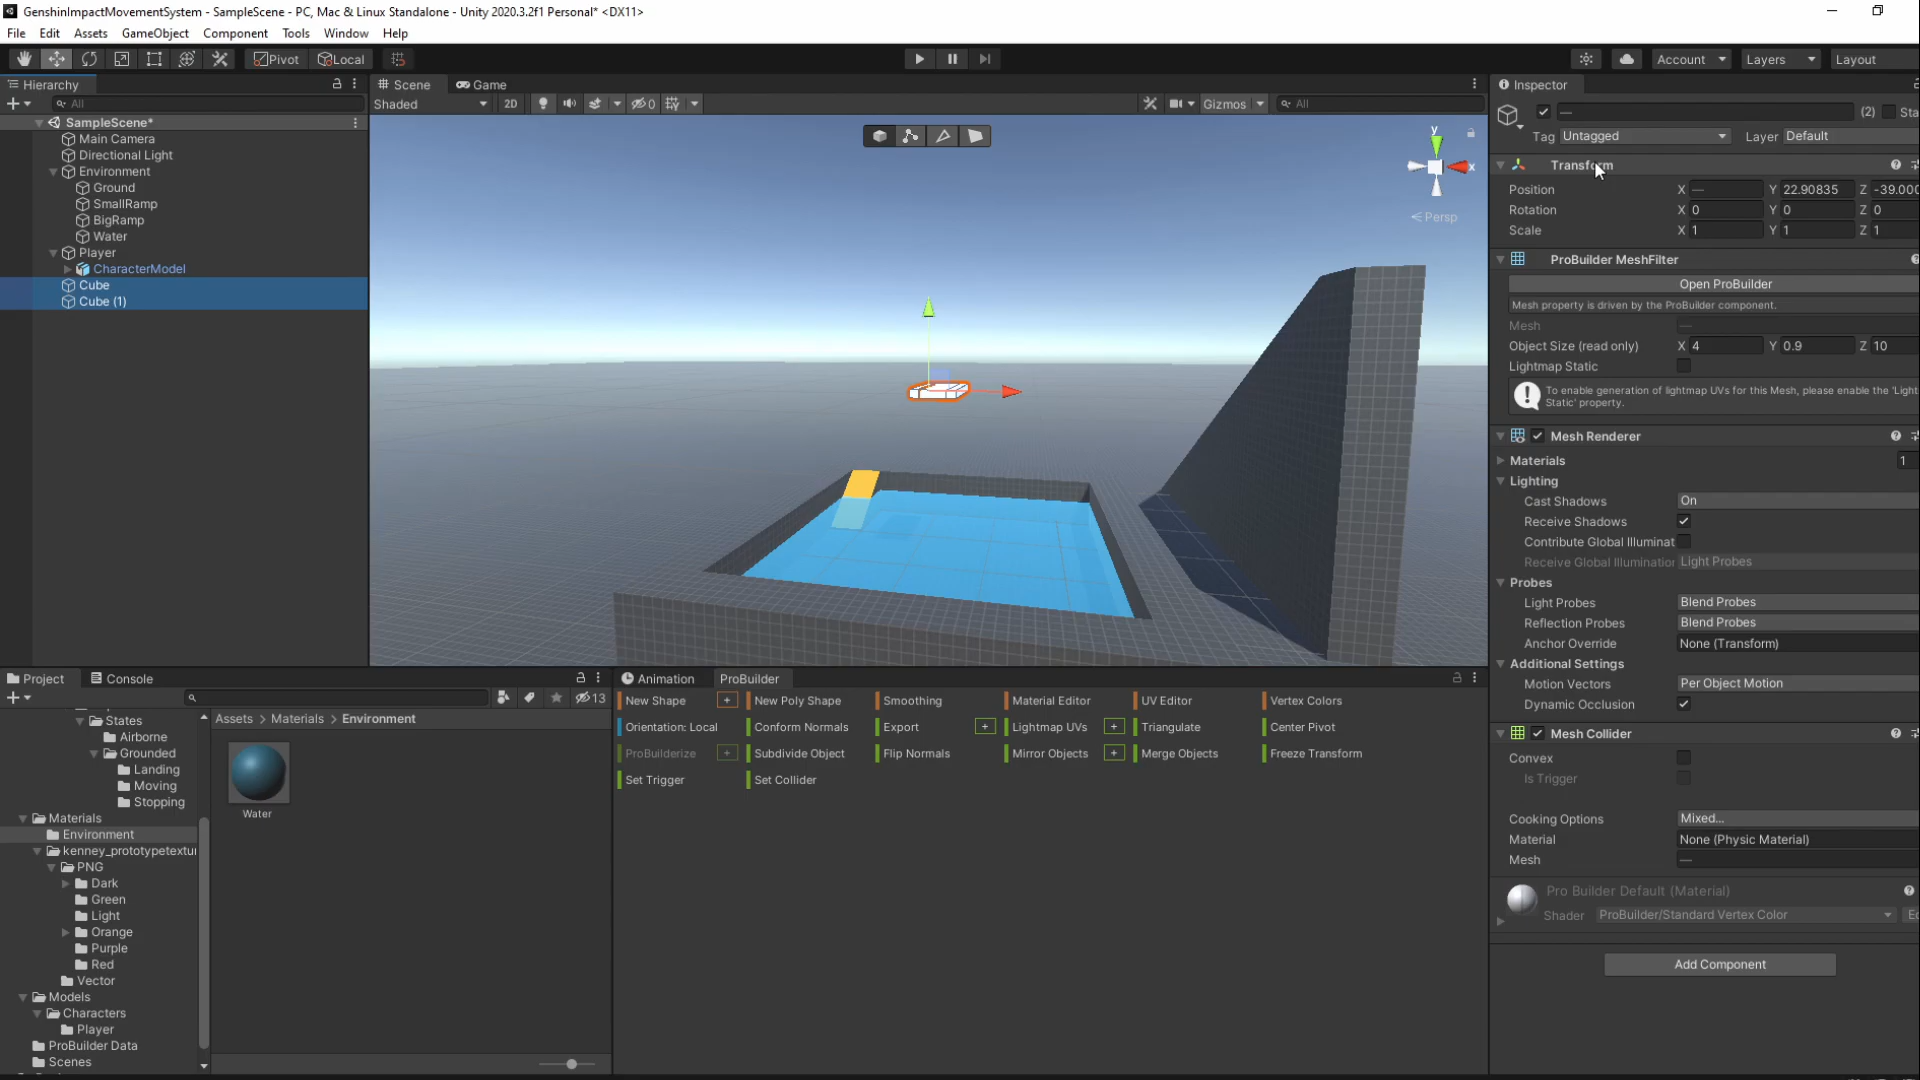 GenshinImpactMovementSystem - SampleScene - PC, Mac & Linux Standalone - Unity 2020.3.2f1 Personal* <DX11>
File Edit Assets GameObject Component Tools Window Help
Pivot Local Account Layers Layout
Hierarchy
All
SampleScene*
Main Camera
Directional Light
Environment
Ground
SmallRamp
BigRamp
Water
Player
CharacterModel
Cube
Cube (1)
Scene Game
Shaded 2D 0 Gizmos All
y
x
Persp
Inspector
— (2)
Tag Untagged Layer Default
Transform
Position X — Y 22.90835 Z
Rotation X 0 Y 0 Z 0
Scale X 1 Y 1 Z 1
ProBuilder MeshFilter
Open ProBuilder
Mesh property is driven by the ProBuilder component.
Mesh —
Object Size (read only) X 4 Y 0.9 Z 10
Lightmap Static
To enable generation of lightmap UVs for this Mesh, please enable the 'Light
Static' property.
Mesh Renderer
Materials 1
Lighting
Cast Shadows On
Receive Shadows
Contribute Global Illuminat
Receive Global Illumination Light Probes
Probes
Light Probes Blend Probes
Reflection Probes Blend Probes
Anchor Override None (Transform)
Additional Settings
Motion Vectors Per Object Motion
Dynamic Occlusion
Mesh Collider
Convex
Is Trigger
Cooking Options Mixed...
Material None (Physic Material)
Mesh —
Pro Builder Default (Material)
Shader ProBuilder/Standard Vertex Color
Add Component
Project Console
13
States
Airborne
Grounded
Landing
Moving
Stopping
Materials
Environment
kenney_prototypetextur
PNG
Dark
Green
Light
Orange
Purple
Red
Vector
Models
Characters
Player
ProBuilder Data
Scenes
Assets > Materials > Environment
Water
Animation ProBuilder
New Shape + New Poly Shape Smoothing Material Editor UV Editor Vertex Colors
Orientation: Local Conform Normals Export + Lightmap UVs + Triangulate Center Pivot
ProBuilderize + Subdivide Object Flip Normals Mirror Objects + Merge Objects Freeze Transform
Set Trigger Set Collider